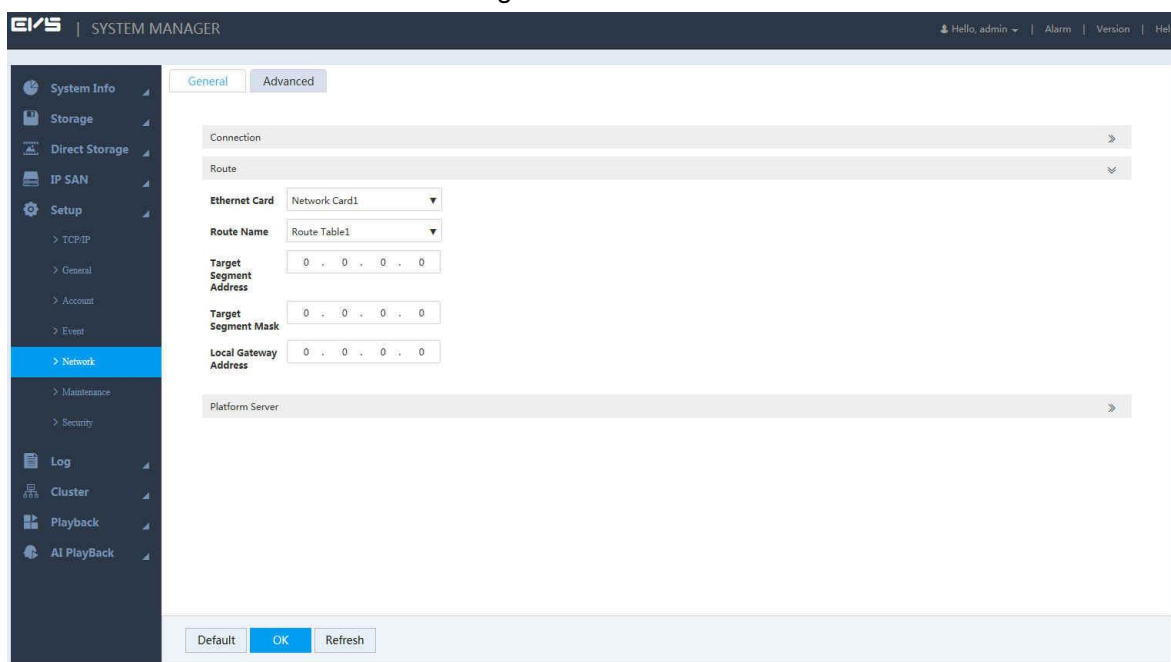 EVS | SYSTEM MANAGER
Hello, admin | Alarm | Version | Hel
General Advanced
System Info
Storage
Direct Storage
IP SAN
Setup
> TCP/IP
> General
> Account
> Event
> Network
> Maintenance
> Security
Log
Cluster
Playback
AI PlayBack
Connection
Route
Ethernet Card Network Card1
Route Name Route Table1
Target Segment Address 0 . 0 . 0 . 0
Target Segment Mask 0 . 0 . 0 . 0
Local Gateway Address 0 . 0 . 0 . 0
Platform Server
Default OK Refresh